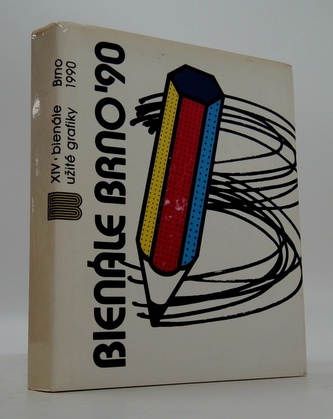 XIV • bienále Brno
užité grafiky 1990
BIENÁLE BRNO '90